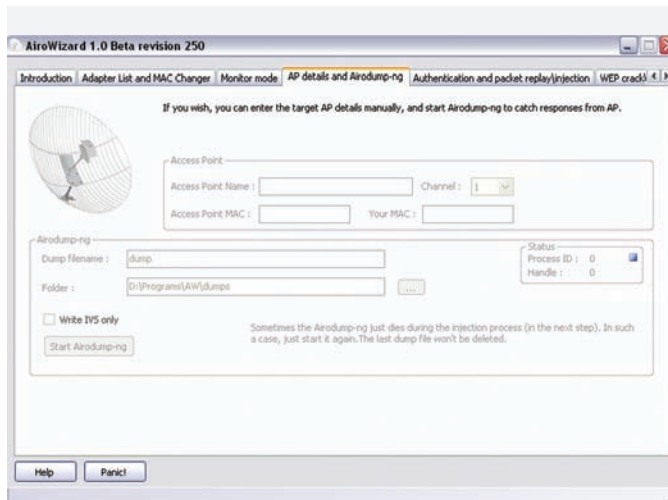 AiroWizard 1.0 Beta revision 250
Introduction
Adapter List and MAC Changer
Monitor mode
AP details and Airodump-ng
Authentication and packet replay\injection
WEP crack
If you wish, you can enter the target AP details manually, and start Airodump-ng to catch responses from AP.
Access Point
Access Point Name :
Channel : 1
Access Point MAC :
Your MAC :
Airodump-ng
Dump filename : dump
Status
Process ID : 0
Handle : 0
Folder : D:\Programs\AW\dumps
...
Write IVS only
Sometimes the Airodump-ng just dies during the injection process (in the next step). In such
a case, just start it again.The last dump file won't be deleted.
Start Airodump-ng
Help
Panic!